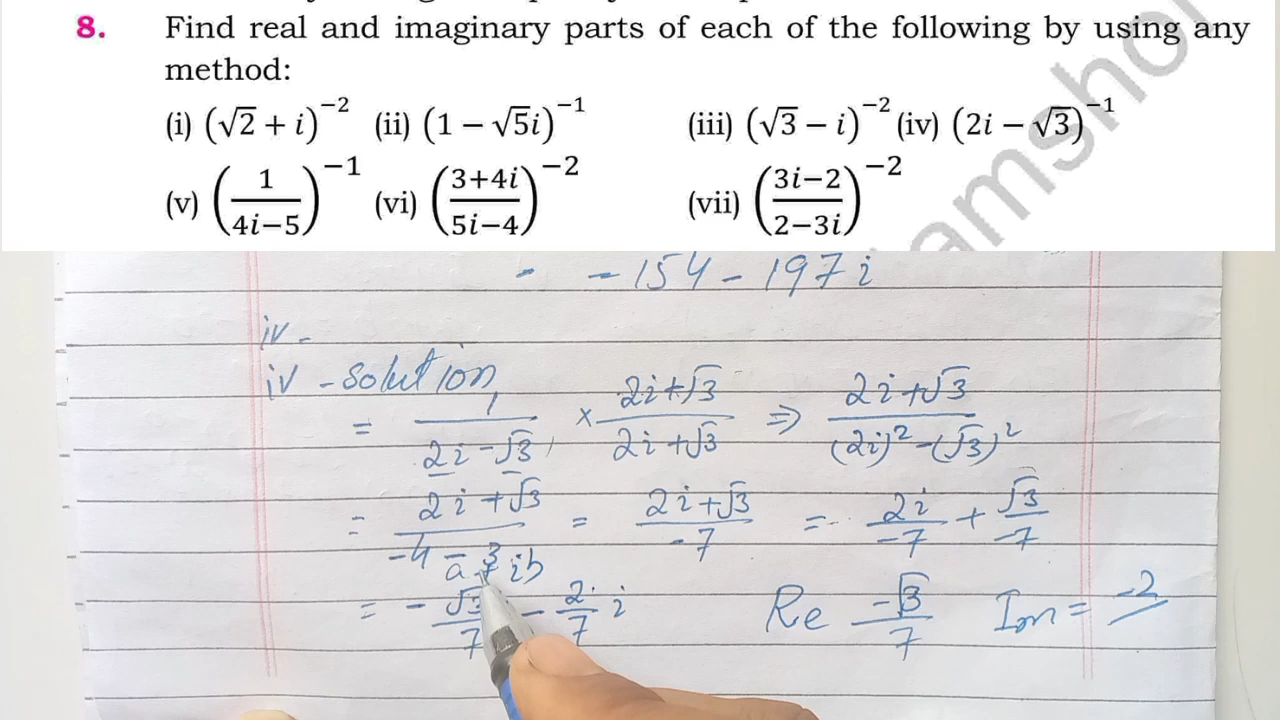 8. Find real and imaginary parts of each of the following by using any
method:
(i) (√2 + i)^−2 (ii) (1 − √5i)^−1 (iii) (√3 − i)^−2 (iv) (2i − √3)^−1
(v) (1/(4i−5))^−1 (vi) ((3+4i)/(5i−4))^−2 (vii) ((3i−2)/(2−3i))^−2
- -154 - 197 i
iv -
iv - solution
= 1/(2i - √3) × (2i + √3)/(2i + √3) ⇒ (2i + √3)/((2i)² - (√3)²)
= (2i + √3)/(-4 - 3) = (2i + √3)/-7 = 2i/-7 + √3/-7
a + ib
= - √3/7 - 2/7 i Re -√3/7 Im = -2/